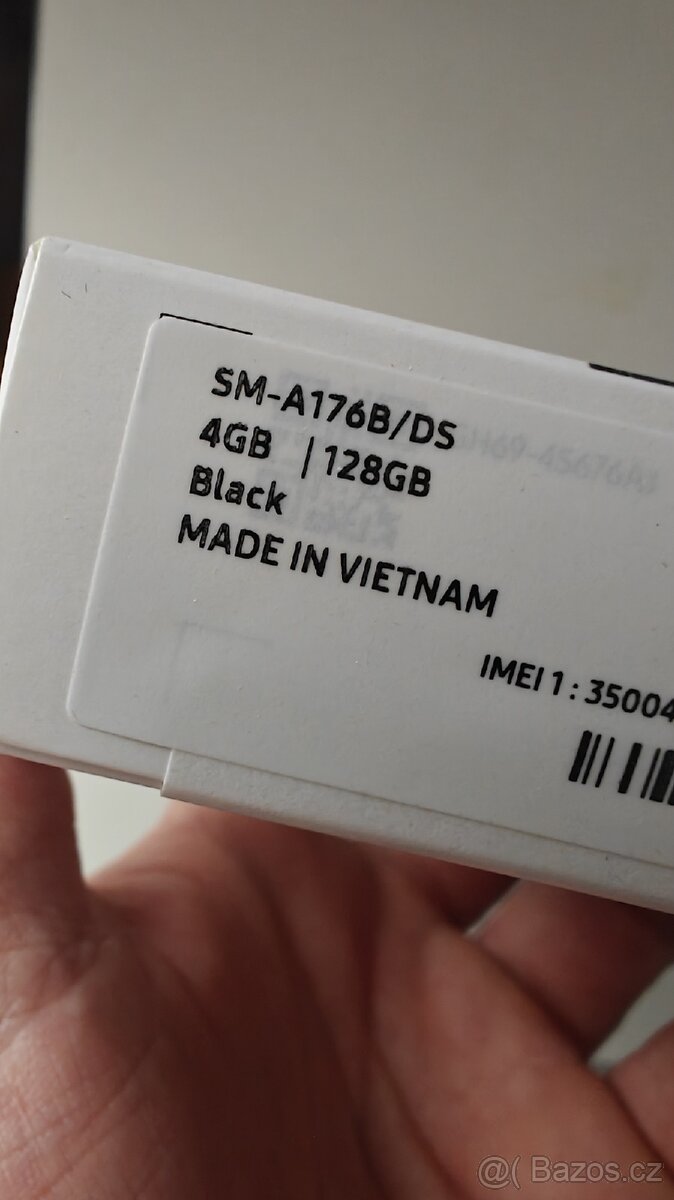 SM-A176B/DS
4GB | 128GB
Black
MADE IN VIETNAM
IMEI 1 : 35004
@( Bazos.cz